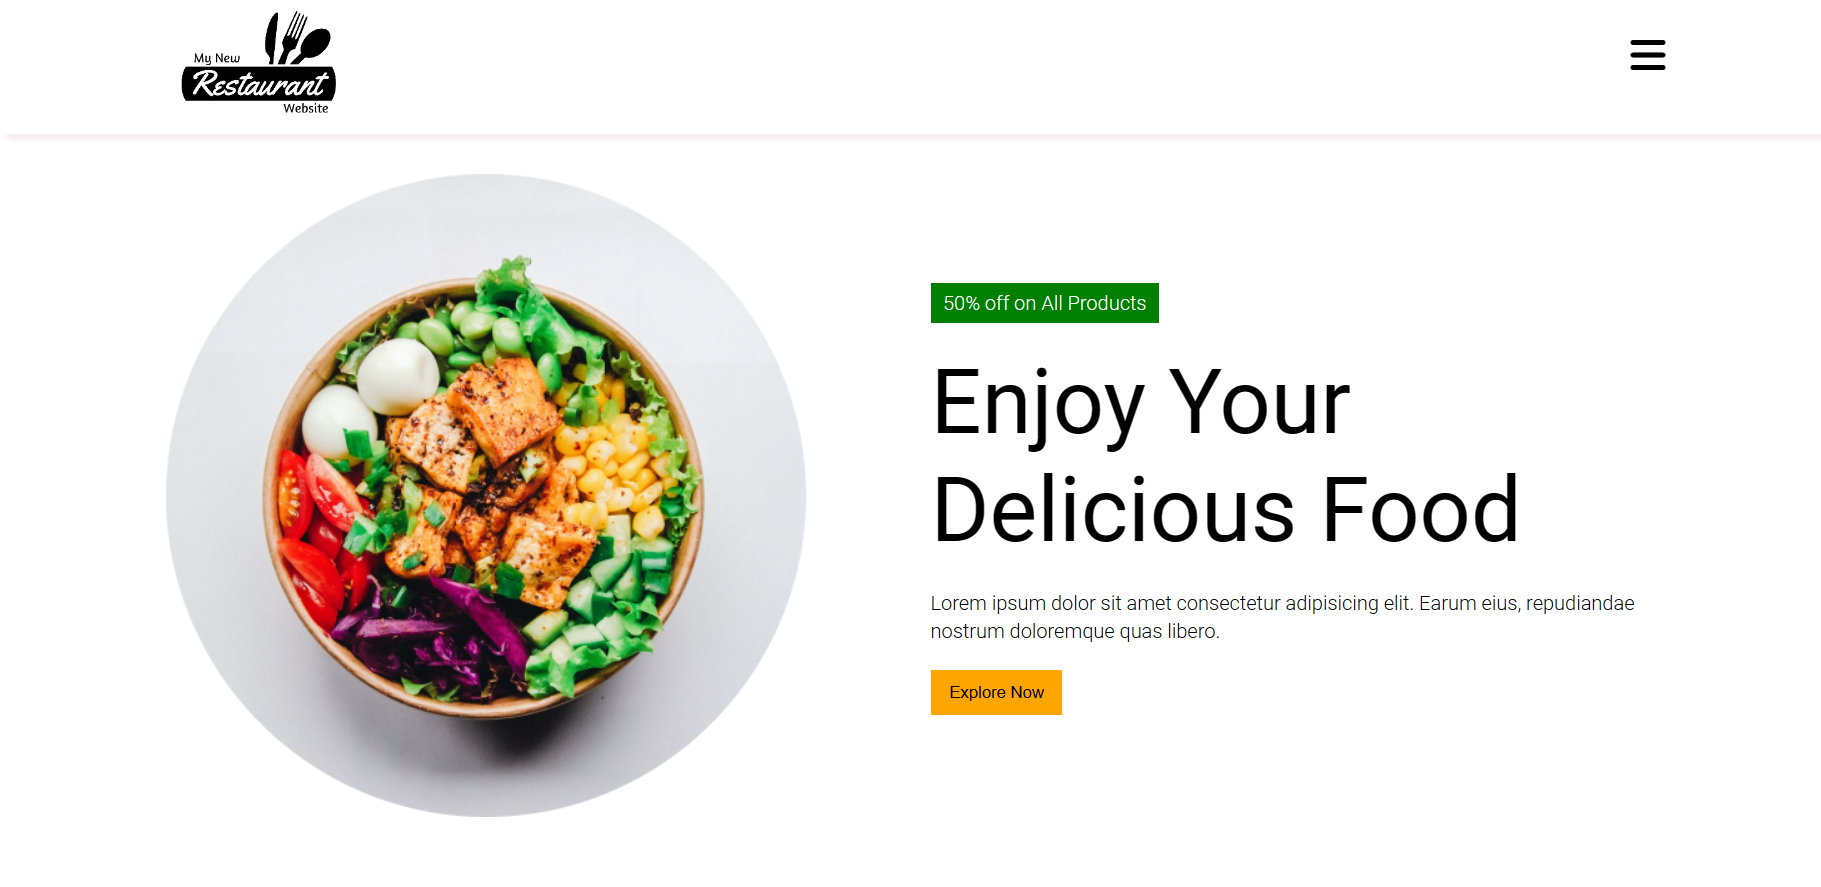 My New
Restaurant
Website
50% off on All Products
Enjoy Your
Delicious Food
Lorem ipsum dolor sit amet consectetur adipisicing elit. Earum eius, repudiandae
nostrum doloremque quas libero.
Explore Now